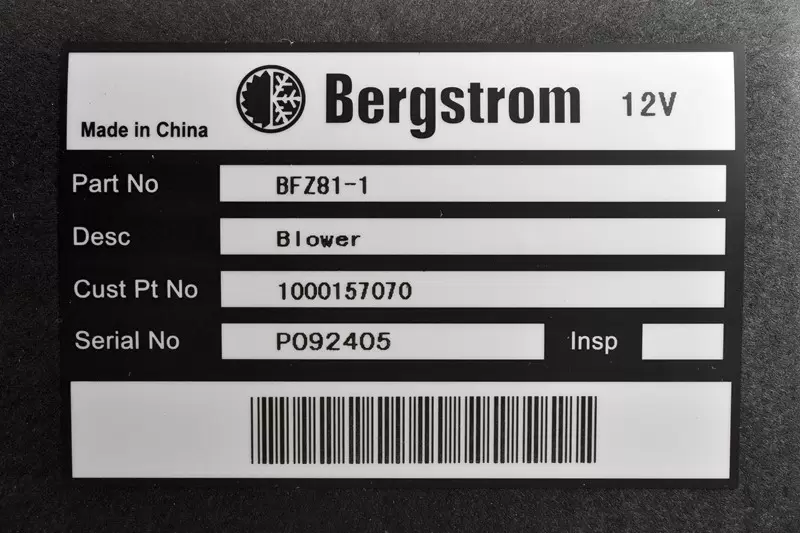 Made in China Bergstrom 12V
Part No BFZ81-1
Desc Blower
Cust Pt No 1000157070
Serial No P092405 Insp